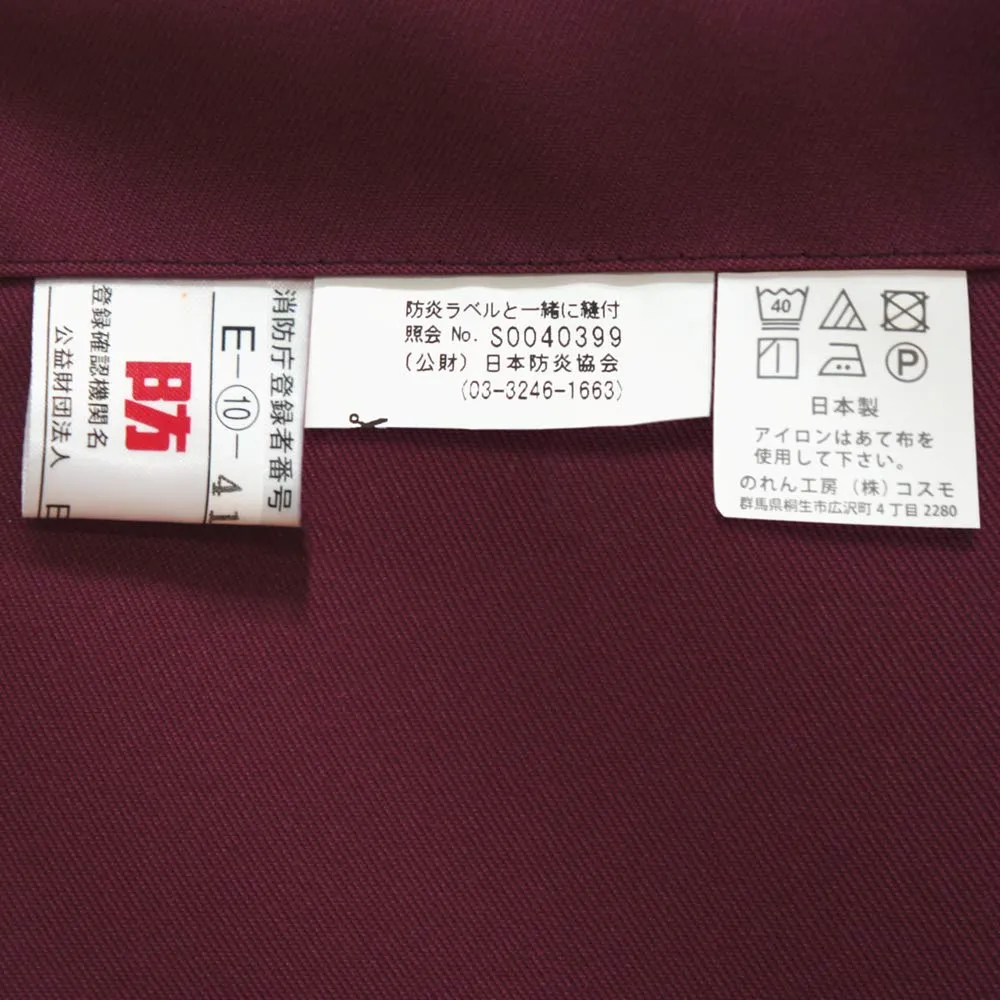 消防庁登録者番号
E-⑩-41
防炎
登録確認機関名
公益財団法人
防炎ラベルと一緒に縫付
照会 No. S0040399
(公財) 日本防炎協会
(03-3246-1663)
40
P
日本製
アイロンはあて布を
使用して下さい。
のれん工房 (株) コスモ
群馬県桐生市広沢町4丁目2280